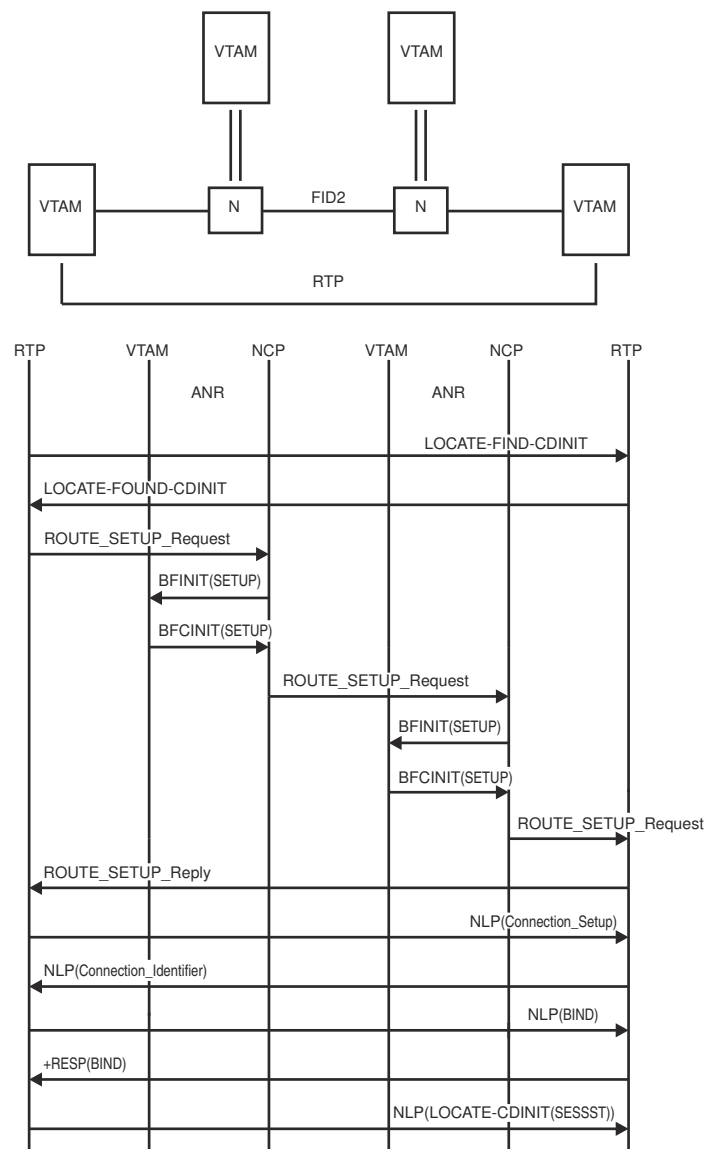 VTAM
VTAM
VTAM
N
FID2
N
VTAM
RTP
RTP
VTAM
NCP
VTAM
NCP
RTP
ANR
ANR
LOCATE-FIND-CDINIT
LOCATE-FOUND-CDINIT
ROUTE_SETUP_Request
BFINIT(SETUP)
BFCINIT(SETUP)
ROUTE_SETUP_Request
BFINIT(SETUP)
BFCINIT(SETUP)
ROUTE_SETUP_Request
ROUTE_SETUP_Reply
NLP(Connection_Setup)
NLP(Connection_Identifier)
NLP(BIND)
+RESP(BIND)
NLP(LOCATE-CDINIT(SESSST))